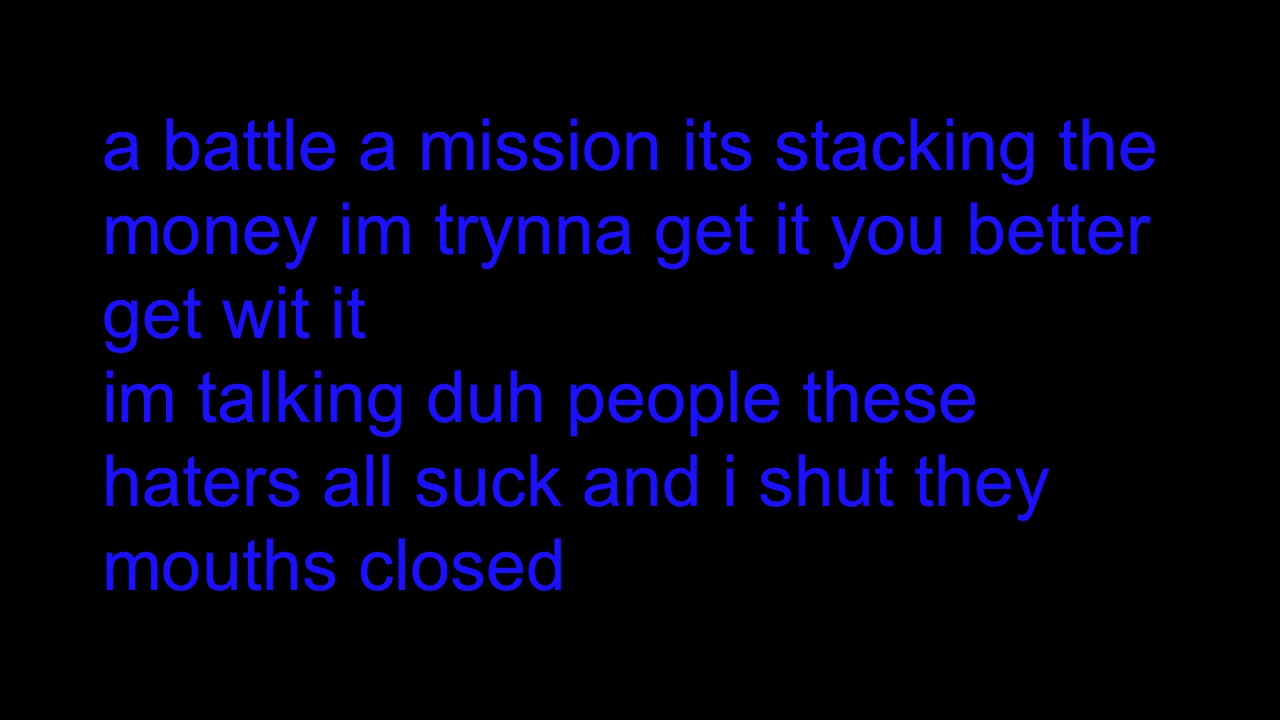 a battle a mission its stacking the
money im trynna get it you better
get wit it
im talking duh people these
haters all suck and i shut they
mouths closed